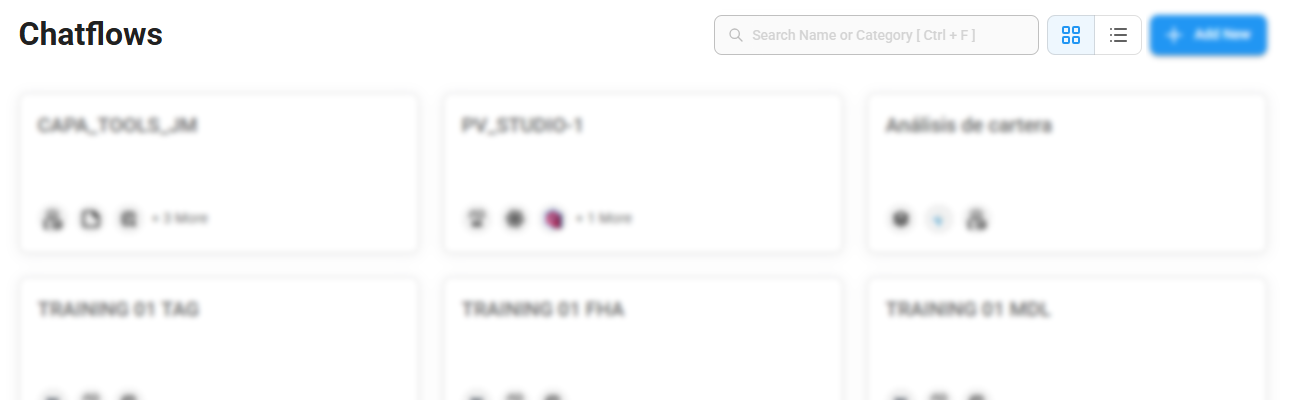 Chatflows
Search Name or Category [ Ctrl + F ]
Add New
CAPA_TOOLS_JM
PV_STUDIO-1
Análisis de cartera
+ 3 More
+ 1 More
TRAINING 01 TAG
TRAINING 01 FHA
TRAINING 01 MDL